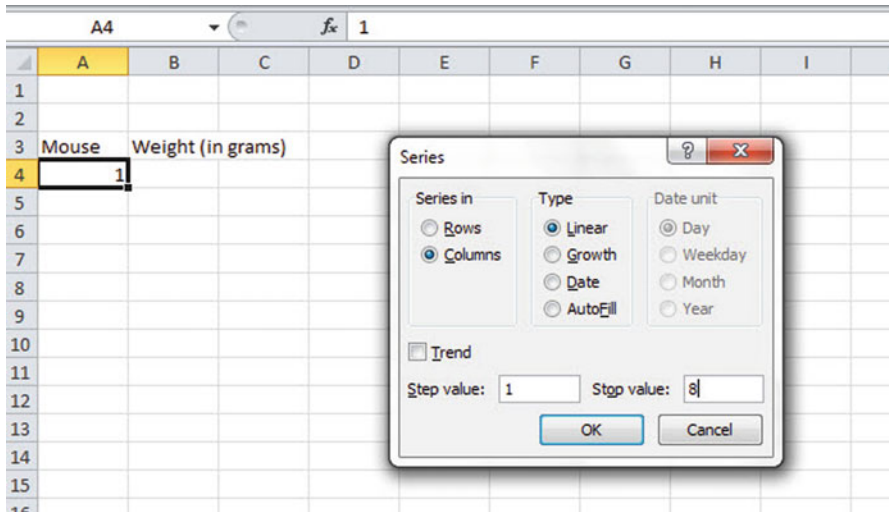 A4 fx 1
A B C D E F G H I
1
2
3 Mouse Weight (in grams)
4 1
5
6
7
8
9
10
11
12
13
14
15
16
Series ?
Series in Type Date unit
Rows Linear Day
Columns Growth Weekday
Date Month
AutoFill Year
Trend
Step value: 1 Stop value: 8
OK Cancel